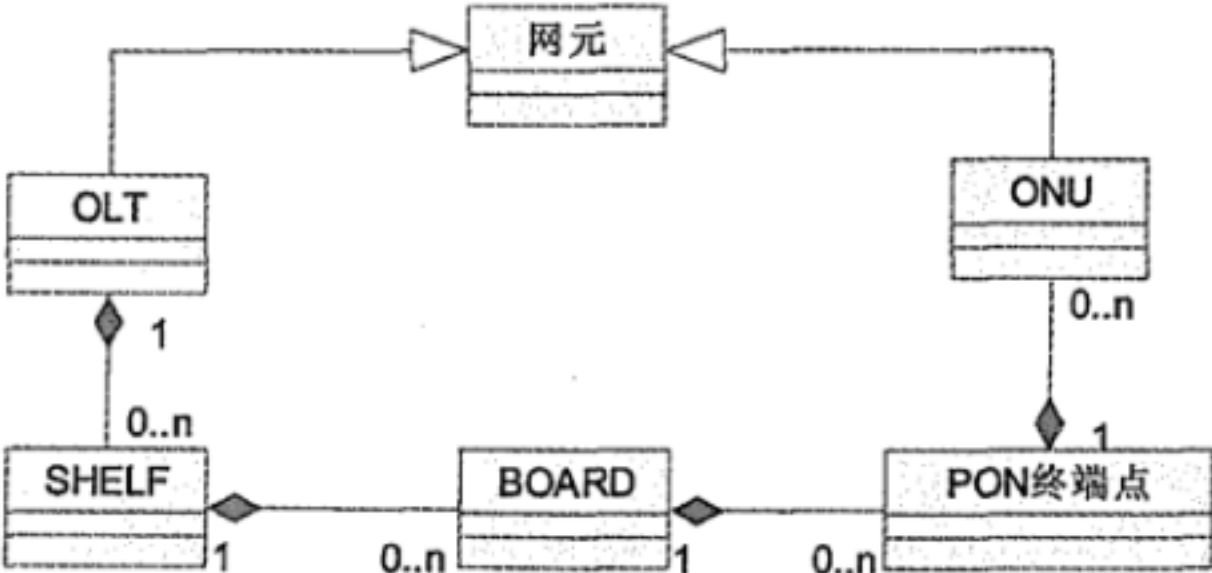 网元
OLT
ONU
1
0..n
0..n
1
SHELF
BOARD
PON终端点
1
0..n
1
0..n